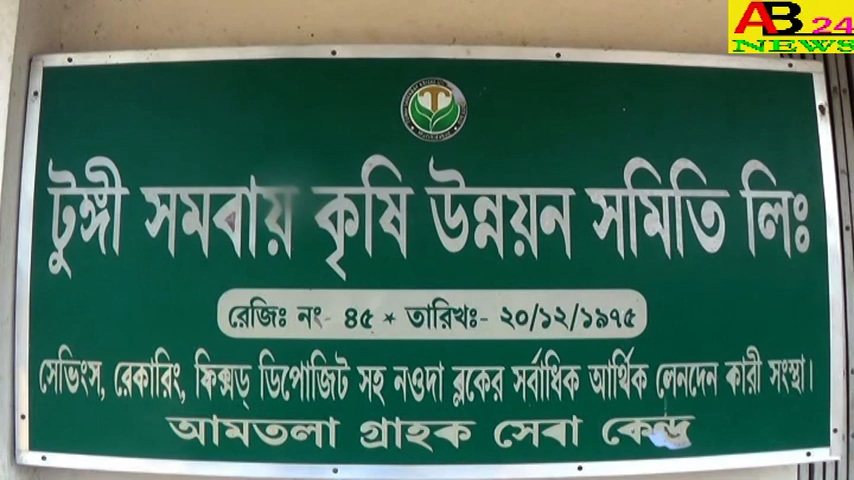 AB 24
NEWS
টুঙ্গী সমবায় কৃষি উন্নয়ন সমিতি লিঃ
রেজিঃ নং- ৪৫ * তারিখঃ- ২০/১২/১৯৭৫
সেভিংস, রেকারিং, ফিক্সড্ ডিপোজিট সহ নওদা ব্লকের সর্বাধিক আর্থিক লেনদেন কারী সংস্থা।
আমতলা গ্রাহক সেবা কেন্দ্র